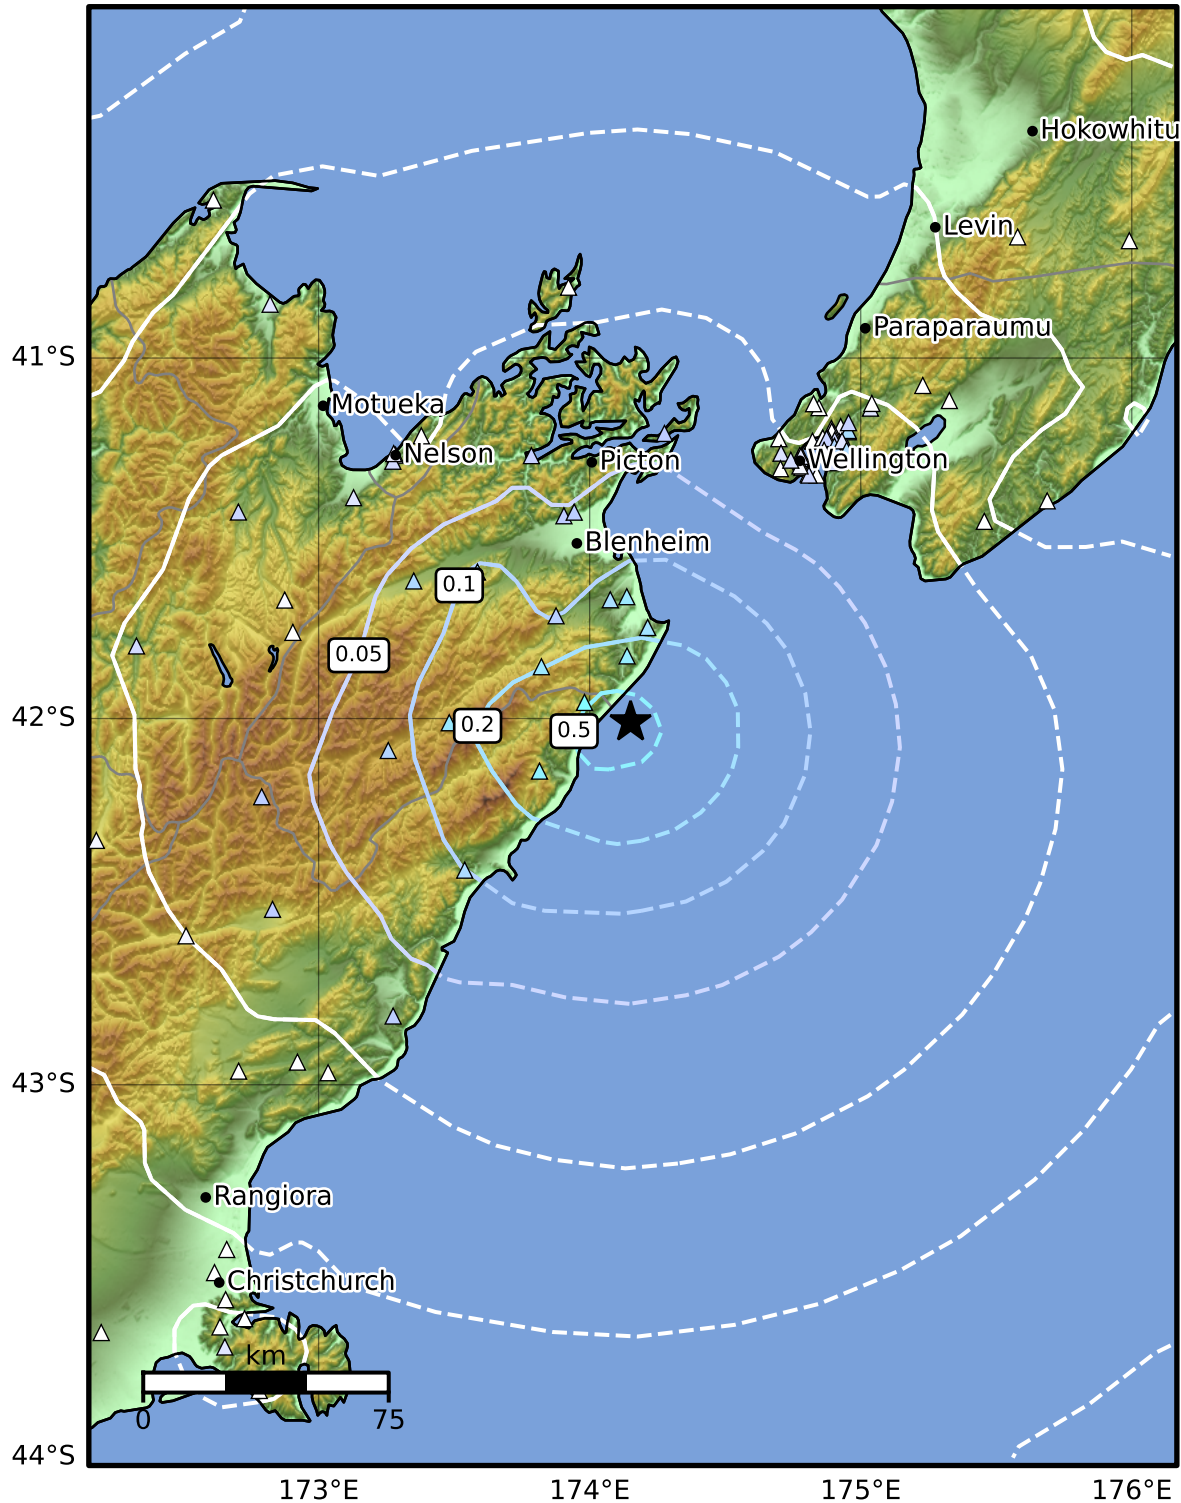 Hokowhitu
Levin
Paraparaumu
41°S
Motueka
Nelson
Picton
Wellington
Blenheim
0.1
0.05
42°S
0.2
0.5
43°S
Rangiora
Christchurch
km
0
75
44°S
173°E
174°E
175°E
176°E